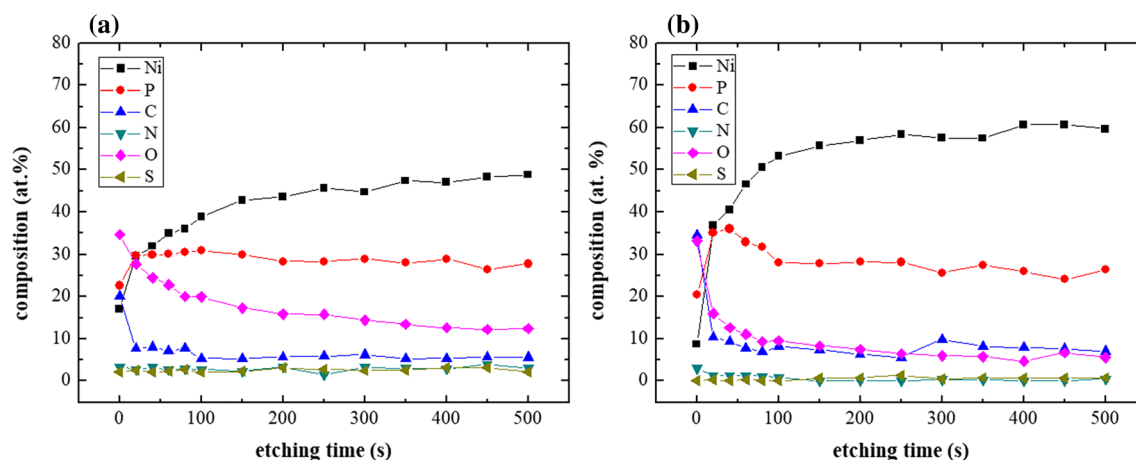 (a)
80
70
60
50
40
30
20
10
0
composition (at.%)
Ni
P
C
N
O
S
0 100 200 300 400 500
etching time (s)
(b)
80
70
60
50
40
30
20
10
0
composition (at. %)
Ni
P
C
N
O
S
0 100 200 300 400 500
etching time (s)